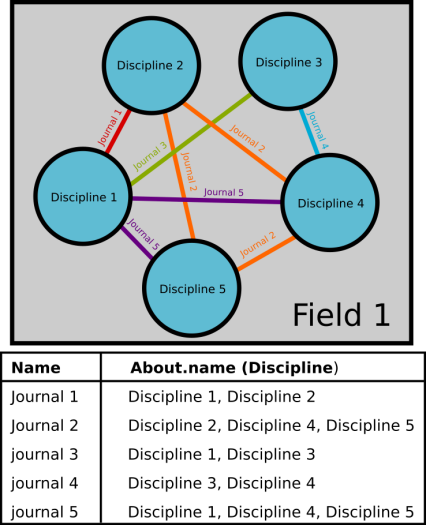 Discipline 2
Discipline 3
Journal 1
Journal 4
Journal 2
Journal 3
Journal 2
Discipline 1
Journal 5
Discipline 4
Journal 5
Journal 2
Discipline 5
Field 1
Name About.name (Discipline)
Journal 1 Discipline 1, Discipline 2
Journal 2 Discipline 2, Discipline 4, Discipline 5
journal 3 Discipline 1, Discipline 3
journal 4 Discipline 3, Discipline 4
journal 5 Discipline 1, Discipline 4, Discipline 5